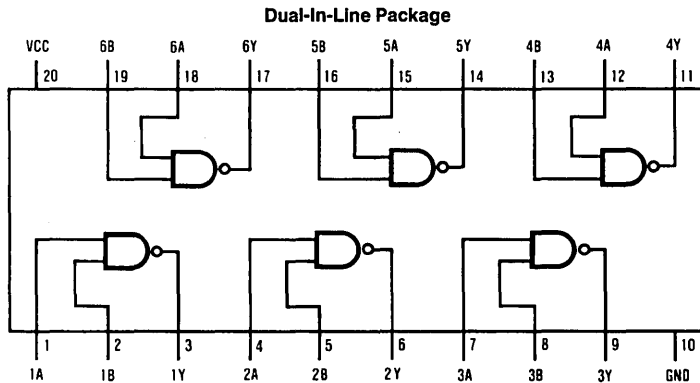 Dual-In-Line Package
VCC 6B 6A 6Y 5B 5A 5Y 4B 4A 4Y
20 19 18 17 16 15 14 13 12 11
1 2 3 4 5 6 7 8 9 10
1A 1B 1Y 2A 2B 2Y 3A 3B 3Y GND